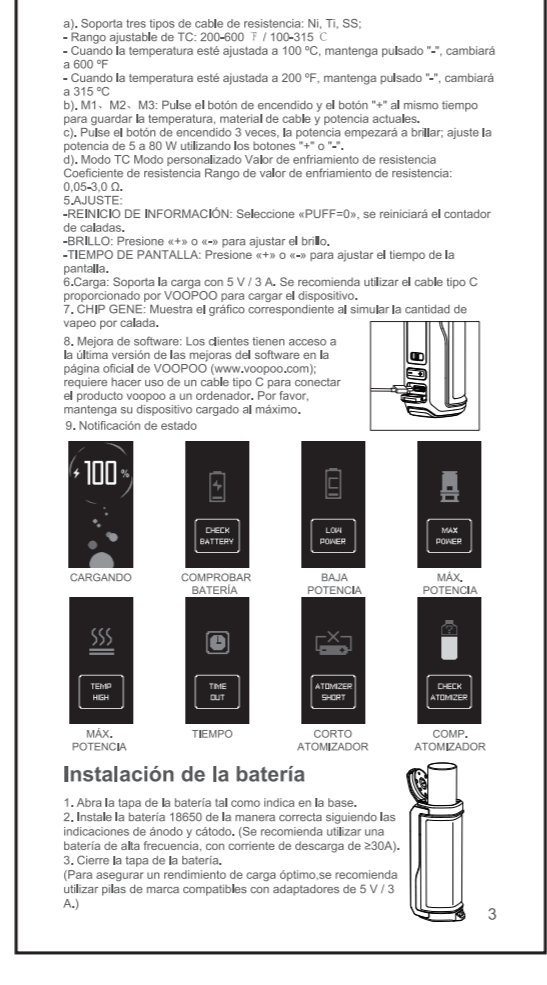 a). Soporta tres tipos de cable de resistencia: Ni, Ti, SS;
- Rango ajustable de TC: 200-600 ℉ / 100-315 ℃
- Cuando la temperatura esté ajustada a 100 ºC, mantenga pulsado "-", cambiará
a 600 ºF
- Cuando la temperatura esté ajustada a 200 ºF, mantenga pulsado "-", cambiará
a 315 ºC
b). M1、M2、M3: Pulse el botón de encendido y el botón "+" al mismo tiempo
para guardar la temperatura, material de cable y potencia actuales.
c). Pulse el botón de encendido 3 veces, la potencia empezará a brillar; ajuste la
potencia de 5 a 80 W utilizando los botones "+" o "-".
d). Modo TC Modo personalizado Valor de enfriamiento de resistencia
Coeficiente de resistencia Rango de valor de enfriamiento de resistencia:
0,05-3,0 Ω.
5.AJUSTE:
-REINICIO DE INFORMACIÓN: Seleccione «PUFF=0», se reiniciará el contador
de caladas.
-BRILLO: Presione «+» o «-» para ajustar el brillo.
-TIEMPO DE PANTALLA: Presione «+» o «-» para ajustar el tiempo de la
pantalla.
6.Carga: Soporta la carga con 5 V / 3 A. Se recomienda utilizar el cable tipo C
proporcionado por VOOPOO para cargar el dispositivo.
7. CHIP GENE: Muestra el gráfico correspondiente al simular la cantidad de
vapeo por calada.
8. Mejora de software: Los clientes tienen acceso a
la última versión de las mejoras del software en la
página oficial de VOOPOO (www.voopoo.com);
requiere hacer uso de un cable tipo C para conectar
el producto voopoo a un ordenador. Por favor,
mantenga su dispositivo cargado al máximo.
9. Notificación de estado
100%
CHECK
BATTERY
LOW
POWER
MAX
POWER
CARGANDO
COMPROBAR
BATERÍA
BAJA
POTENCIA
MÁX.
POTENCIA
TEMP
HIGH
TIME
OUT
ATOMIZER
SHORT
CHECK
ATOMIZER
MÁX.
POTENCIA
TIEMPO
CORTO
ATOMIZADOR
COMP.
ATOMIZADOR
Instalación de la batería
1. Abra la tapa de la batería tal como indica en la base.
2. Instale la batería 18650 de la manera correcta siguiendo las
indicaciones de ánodo y cátodo. (Se recomienda utilizar una
batería de alta frecuencia, con corriente de descarga de ≥30A).
3. Cierre la tapa de la batería.
(Para asegurar un rendimiento de carga óptimo,se recomienda
utilizar pilas de marca compatibles con adaptadores de 5 V / 3
A.)
3